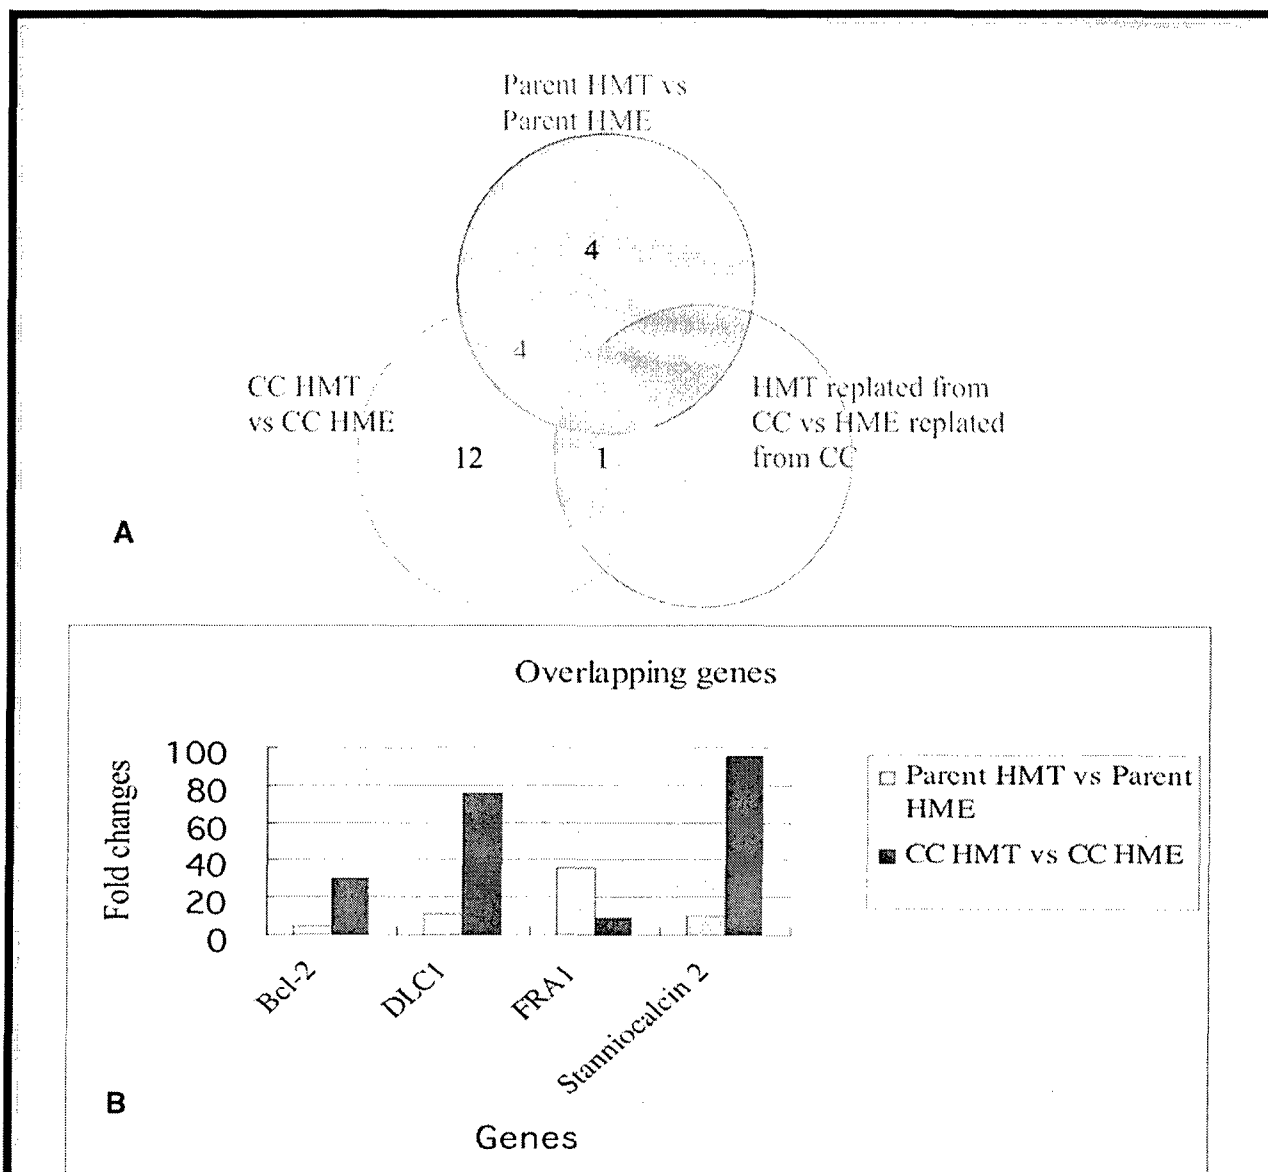 Parent HMT vs
Parent HME
4
4
CC HMT
vs CC HME
HMT replated from
CC vs HME replated
from CC
12
1
A
Overlapping genes
Fold changes
100
80
60
40
20
0
Parent HMT vs Parent
HME
CC HMT vs CC HME
Bcl-2
DLC1
FRA1
Stanniocalcin 2
B
Genes